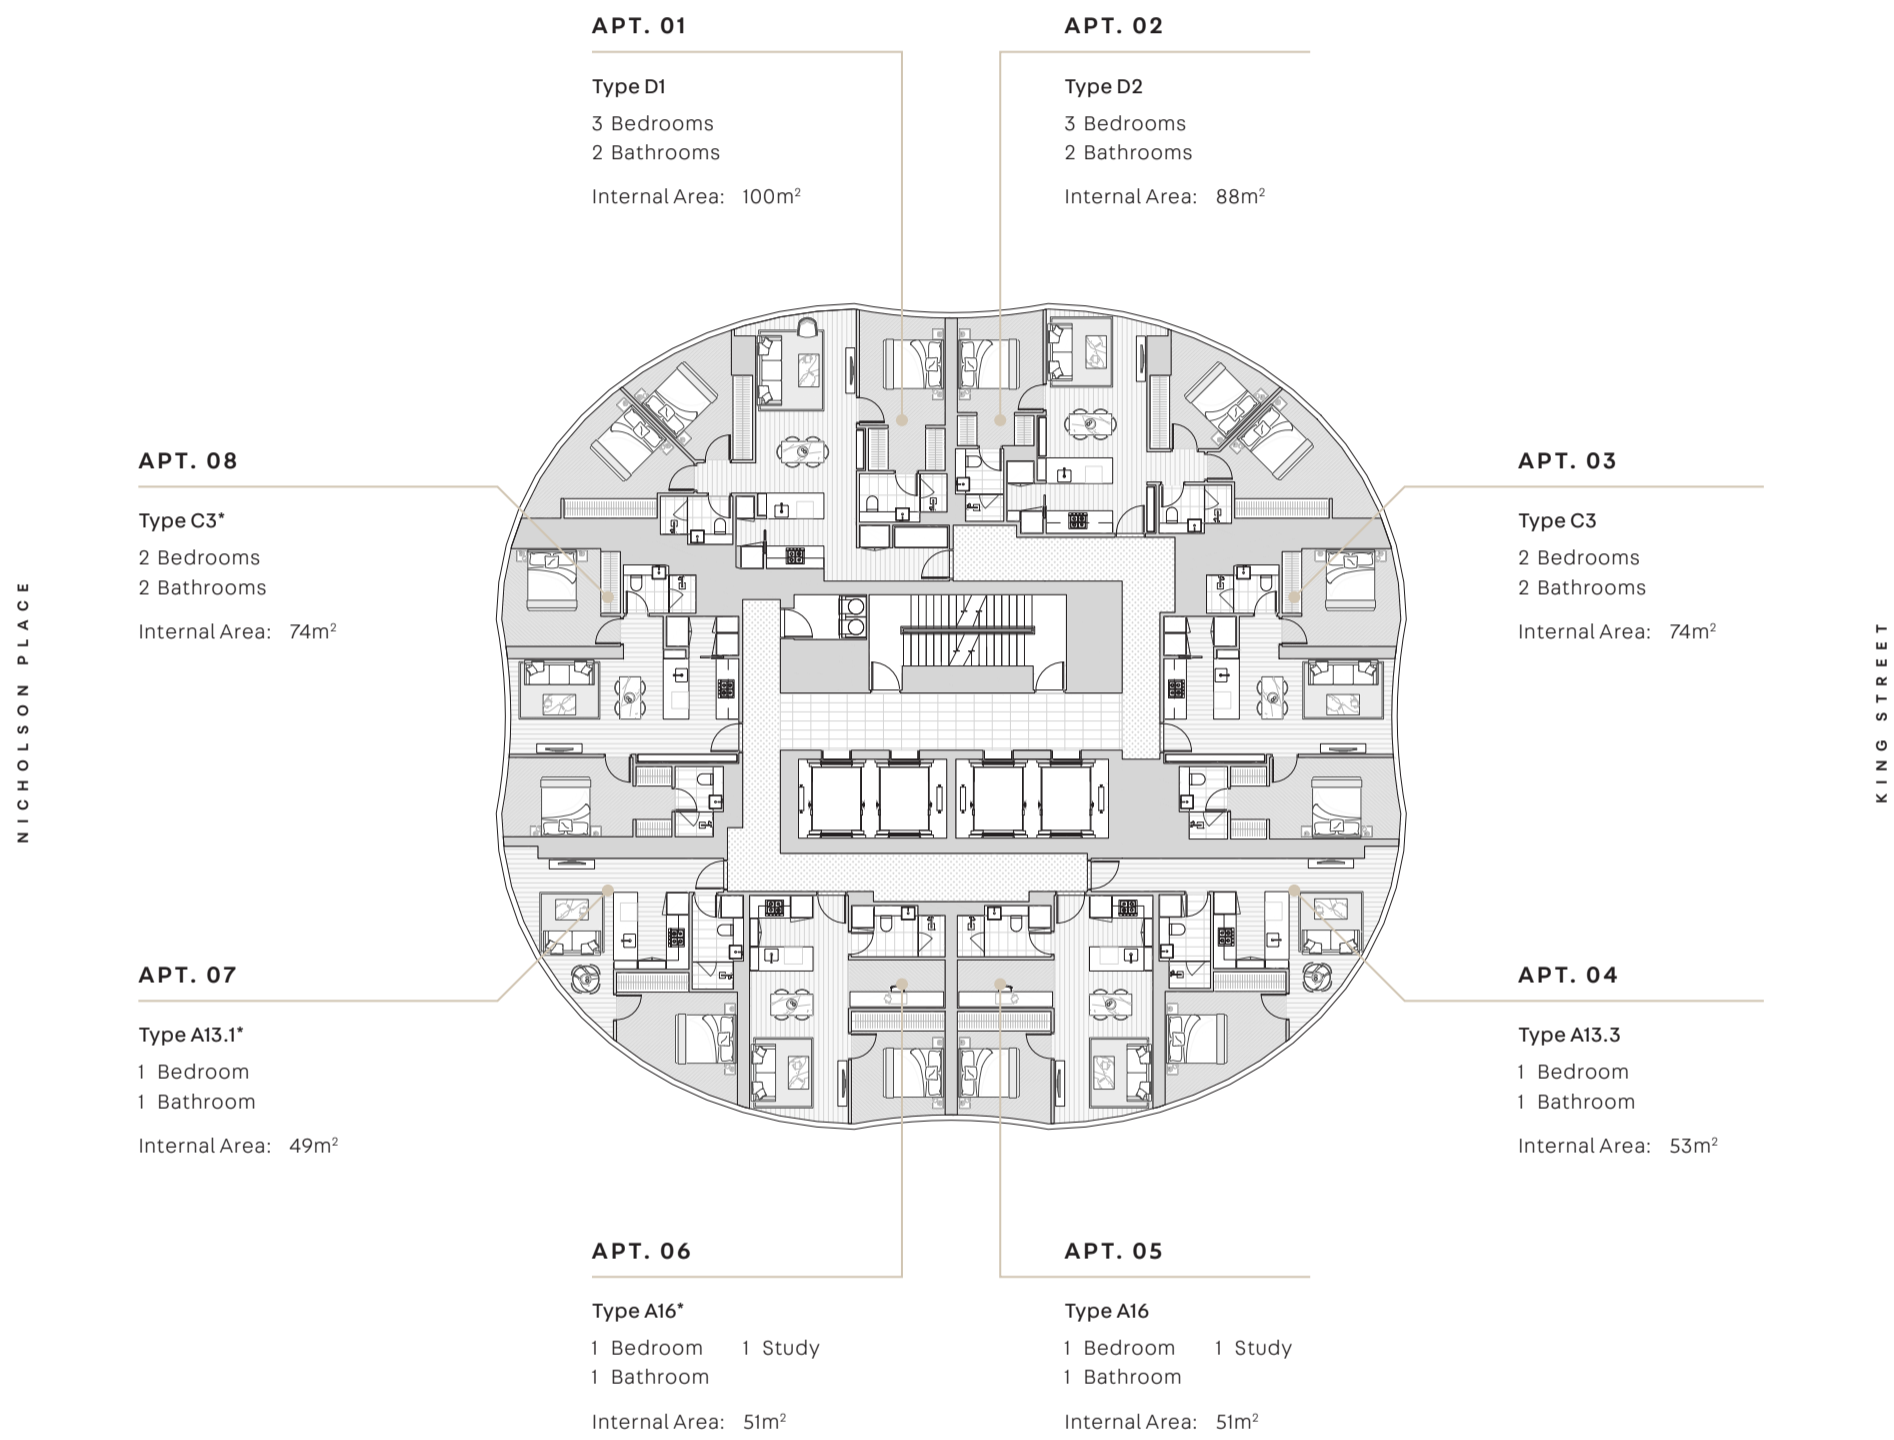 APT. 01
Type D1
3 Bedrooms
2 Bathrooms
Internal Area: 100m²
APT. 02
Type D2
3 Bedrooms
2 Bathrooms
Internal Area: 88m²
APT. 08
Type C3*
2 Bedrooms
2 Bathrooms
Internal Area: 74m²
APT. 03
Type C3
2 Bedrooms
2 Bathrooms
Internal Area: 74m²
NICHOLSON PLACE
KING STREET
APT. 07
Type A13.1*
1 Bedroom
1 Bathroom
Internal Area: 49m²
APT. 04
Type A13.3
1 Bedroom
1 Bathroom
Internal Area: 53m²
APT. 06
Type A16*
1 Bedroom 1 Study
1 Bathroom
Internal Area: 51m²
APT. 05
Type A16
1 Bedroom 1 Study
1 Bathroom
Internal Area: 51m²